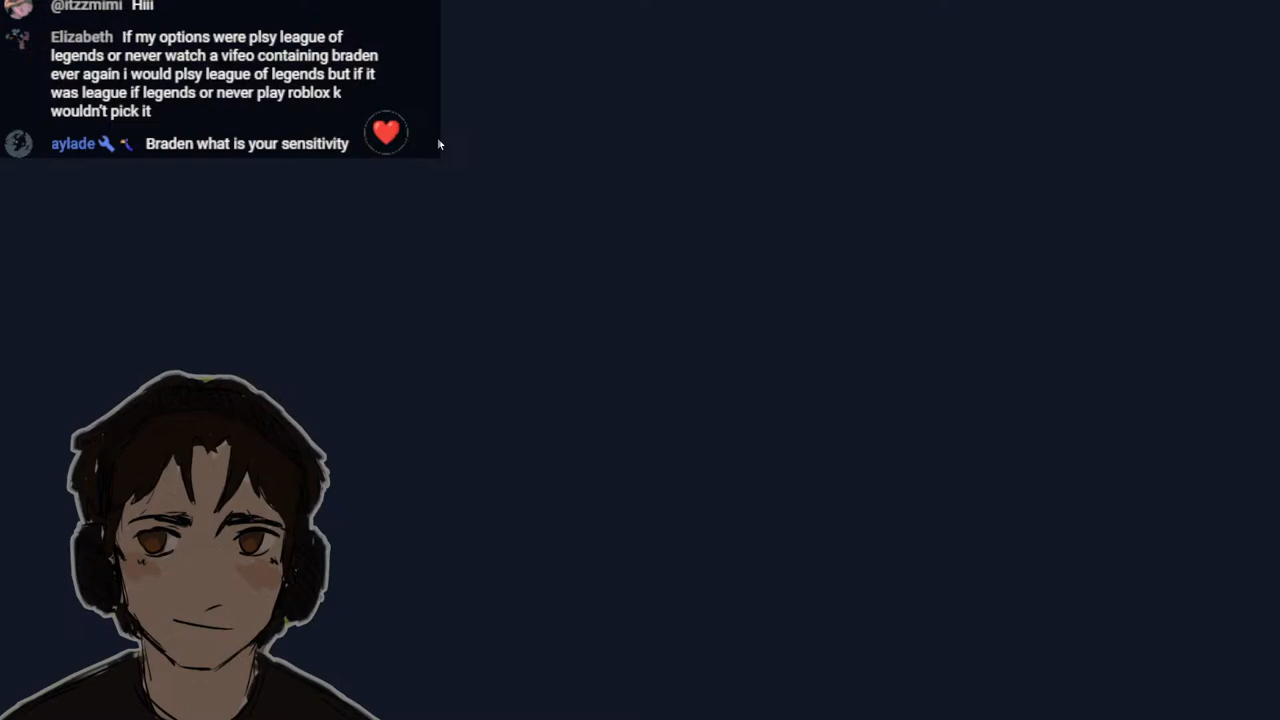 @itzzmimi Hiii
Elizabeth If my options were plsy league of
legends or never watch a vifeo containing braden
ever again i would plsy league of legends but if it
was league if legends or never play roblox k
wouldn't pick it
aylade Braden what is your sensitivity